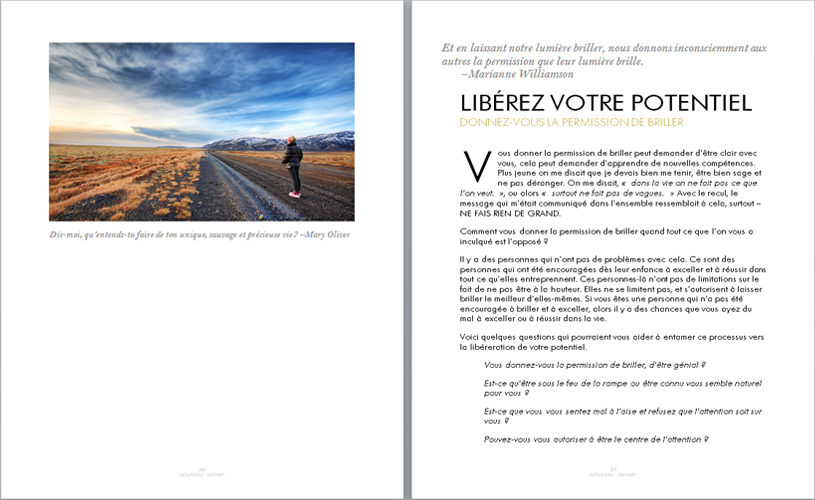 Dis-moi, qu'entends-tu faire de ton unique, sauvage et précieuse vie? —Mary Oliver
NOUVEAU DEPART
Et en laissant notre lumière briller, nous donnons inconsciemment aux
autres la permission que leur lumière brille.
—Marianne Williamson
LIBÉREZ VOTRE POTENTIEL
DONNEZ-VOUS LA PERMISSION DE BRILLER
Vous donner la permission de briller peut demander d'être clair avec
vous, cela peut demander d'apprendre de nouvelles compétences.
Plus jeune on me disait que je devais bien me tenir, être bien sage et
ne pas déranger. On me disait, « dans la vie on ne fait pas ce que
l'on veut. », ou alors « surtout ne fait pas de vagues. » Avec le recul, le
message qui m'était communiqué dans l'ensemble ressemblait à cela, surtout –
NE FAIS RIEN DE GRAND.
Comment vous donner la permission de briller quand tout ce que l'on vous a
inculqué est l'opposé ?
Il y a des personnes qui n'ont pas de problèmes avec cela. Ce sont des
personnes qui ont été encouragées dès leur enfance à exceller et à réussir dans
tout ce qu'elles entreprennent. Ces personnes-là n'ont pas de limitations sur le
fait de ne pas être à la hauteur. Elles ne se limitent pas, et s'autorisent à laisser
briller le meilleur d'elles-mêmes. Si vous êtes une personne qui n'a pas été
encouragée à briller et à exceller, alors il y a des chances que vous ayez du
mal à exceller ou à réussir dans la vie.
Voici quelques questions qui pourraient vous aider à entamer ce processus vers
la libéreration de votre potentiel.
Vous donnez-vous la permission de briller, d'être génial ?
Est-ce qu'être sous le feu de la rampe ou être connu vous semble naturel
pour vous ?
Est-ce que vous vous sentez mal à l'aise et refusez que l'attention soit sur
vous ?
Pouvez-vous vous autoriser à être le centre de l'attention ?
NOUVEAU DEPART